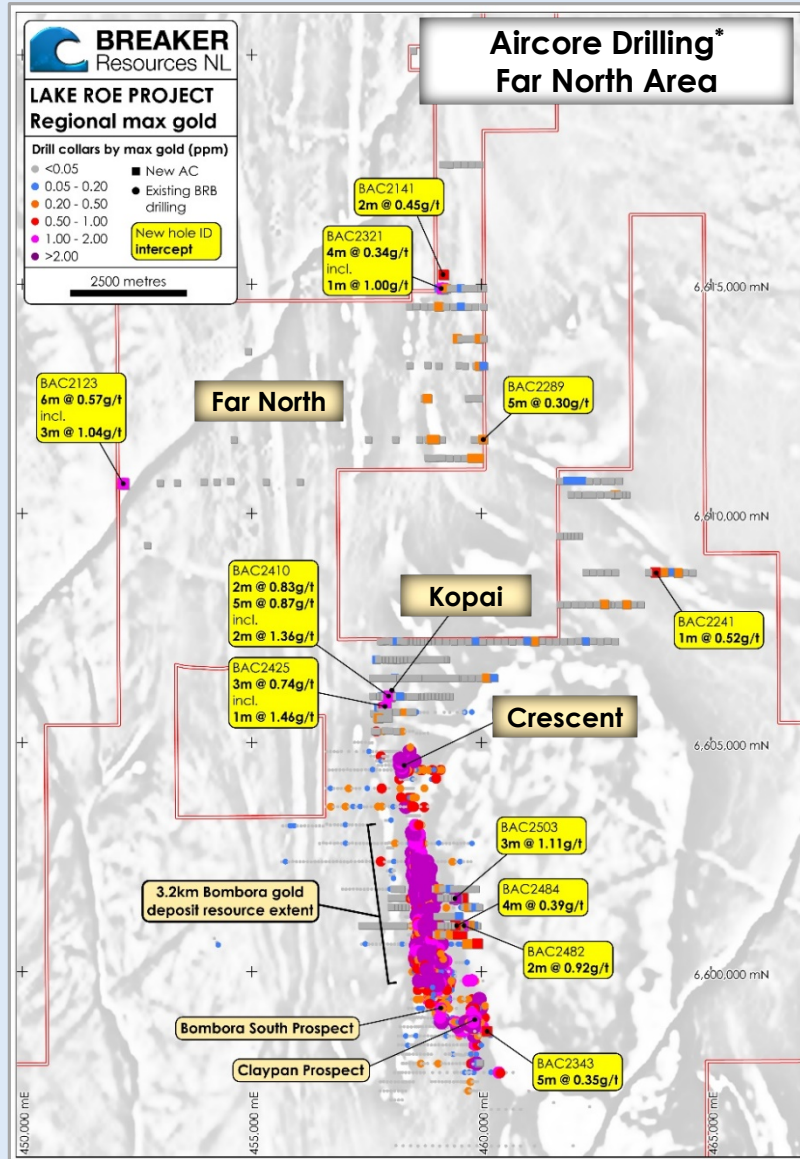 BREAKER
Resources NL
LAKE ROE PROJECT
Regional max gold
Drill collars by max gold (ppm)
<0.05
0.05 - 0.20
0.20 - 0.50
0.50 - 1.00
1.00 - 2.00
>2.00
New AC
Existing BRB
drilling
New hole ID
intercept
2500 metres
Aircore Drilling*
Far North Area
BAC2141
2m @ 0.45g/t
BAC2321
4m @ 0.34g/t
incl.
1m @ 1.00g/t
6,615,000 mN
BAC2123
6m @ 0.57g/t
incl.
3m @ 1.04g/t
Far North
BAC2289
5m @ 0.30g/t
6,610,000 mN
BAC2410
2m @ 0.83g/t
5m @ 0.87g/t
incl.
2m @ 1.36g/t
Kopai
BAC2241
1m @ 0.52g/t
BAC2425
3m @ 0.74g/t
incl.
1m @ 1.46g/t
Crescent
6,605,000 mN
BAC2503
3m @ 1.11g/t
3.2km Bombora gold
deposit resource extent
BAC2484
4m @ 0.39g/t
BAC2482
2m @ 0.92g/t
6,600,000 mN
Bombora South Prospect
Claypan Prospect
BAC2343
5m @ 0.35g/t
450,000 mE
455,000 mE
460,000 mE
465,000 mE